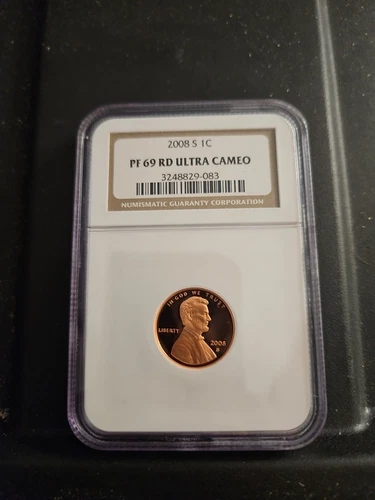 2008 S 1C
PF 69 RD ULTRA CAMEO
3248829-083
NUMISMATIC GUARANTY CORPORATION
IN GOD WE TRUST
LIBERTY
2008
S